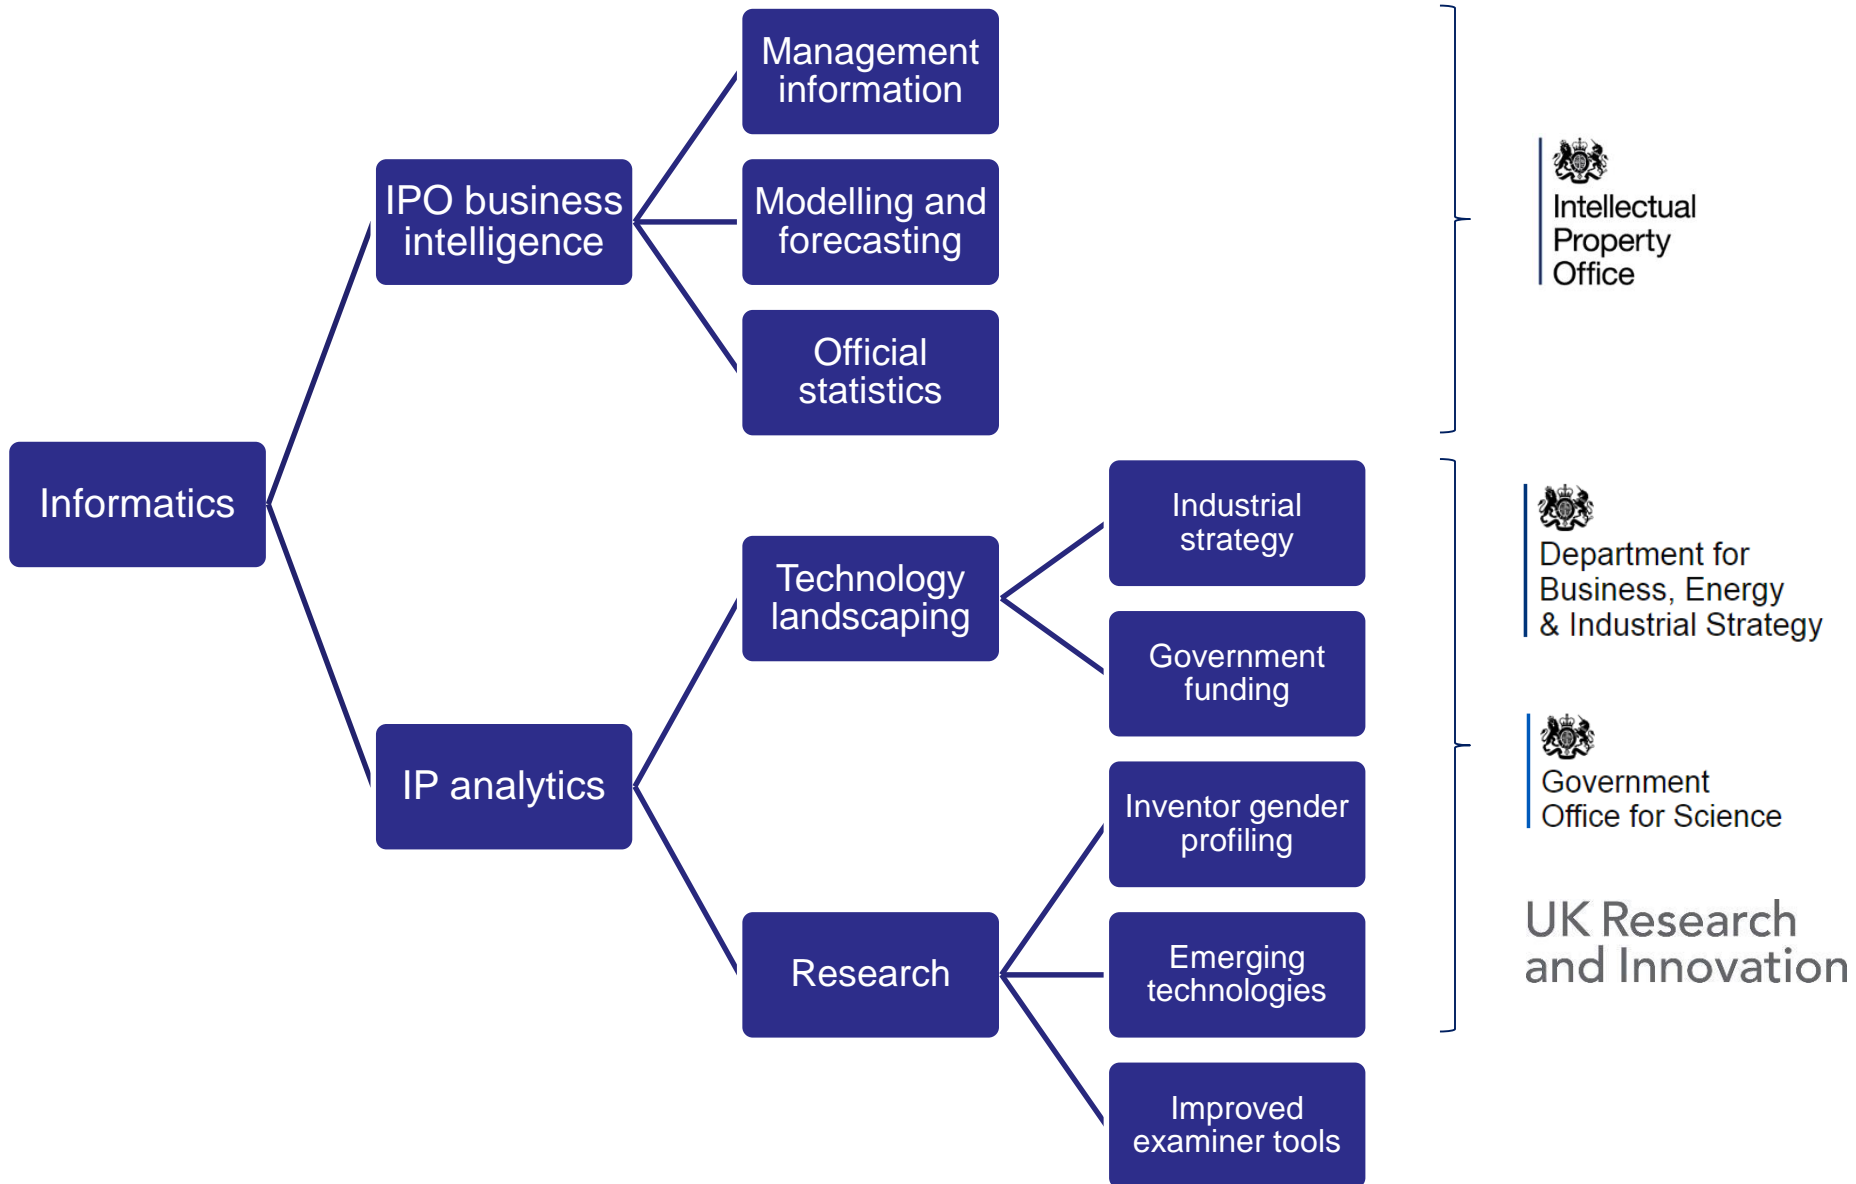 Management
information
IPO business
intelligence
Modelling and
forecasting
Official
statistics
Informatics
IP analytics
Technology
landscaping
Research
Industrial
strategy
Government
funding
Inventor gender
profiling
Emerging
technologies
Improved
examiner tools
Intellectual
Property
Office
Department for
Business, Energy
& Industrial Strategy
Government
Office for Science
UK Research
and Innovation